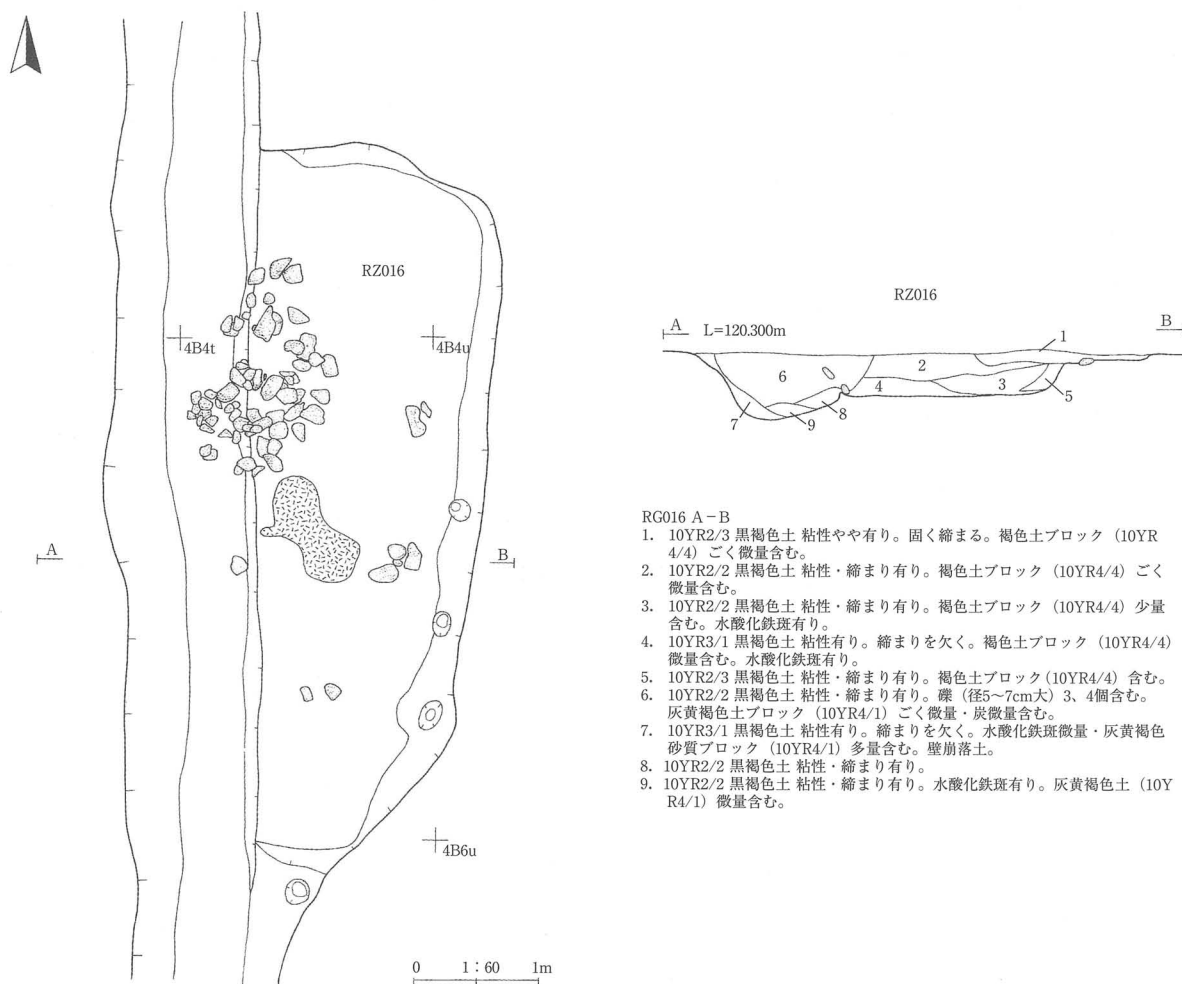 RZ016
4B4t
4B4u
A
B
4B6u
0 1：60 1m
RZ016
A L=120.300m B
1
2
6
4
3
5
7
9
8
RG016 A－B
1. 10YR2/3 黒褐色土 粘性やや有り。固く締まる。褐色土ブロック（10YR
4/4）ごく微量含む。
2. 10YR2/2 黒褐色土 粘性・締まり有り。褐色土ブロック（10YR4/4）ごく
微量含む。
3. 10YR2/2 黒褐色土 粘性・締まり有り。褐色土ブロック（10YR4/4）少量
含む。水酸化鉄斑有り。
4. 10YR3/1 黒褐色土 粘性有り。締まりを欠く。褐色土ブロック（10YR4/4）
微量含む。水酸化鉄斑有り。
5. 10YR2/3 黒褐色土 粘性・締まり有り。褐色土ブロック（10YR4/4）含む。
6. 10YR2/2 黒褐色土 粘性・締まり有り。礫（径5～7cm大）3、4個含む。
灰黄褐色土ブロック（10YR4/1）ごく微量・炭微量含む。
7. 10YR3/1 黒褐色土 粘性有り。締まりを欠く。水酸化鉄斑微量・灰黄褐色
砂質ブロック（10YR4/1）多量含む。壁崩落土。
8. 10YR2/2 黒褐色土 粘性・締まり有り。
9. 10YR2/2 黒褐色土 粘性・締まり有り。水酸化鉄斑有り。灰黄褐色土（10Y
R4/1）微量含む。